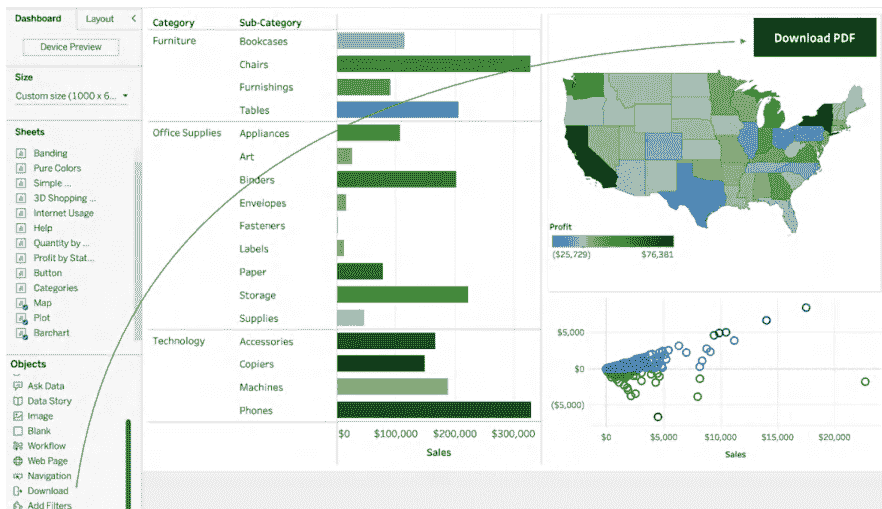 Dashboard
Layout
<
Device Preview
Size
Custom size (1000 x 6...
Sheets
Banding
Pure Colors
Simple ...
3D Shopping ...
Internet Usage
Help
Quantity by ...
Profit by Stat...
Button
Categories
Map
Plot
Barchart
Objects
Ask Data
Data Story
Image
Blank
Workflow
Web Page
Navigation
Download
Add Filters
Category Sub-Category
Furniture Bookcases
Chairs
Furnishings
Tables
Office Supplies Appliances
Art
Binders
Envelopes
Fasteners
Labels
Paper
Storage
Supplies
Technology Accessories
Copiers
Machines
Phones
$0 $100,000 $200,000 $300,000
Sales
Download PDF
Profit
($25,729) $76,381
$5,000
$0
($5,000)
$0 $5,000 $10,000 $15,000 $20,000
Sales